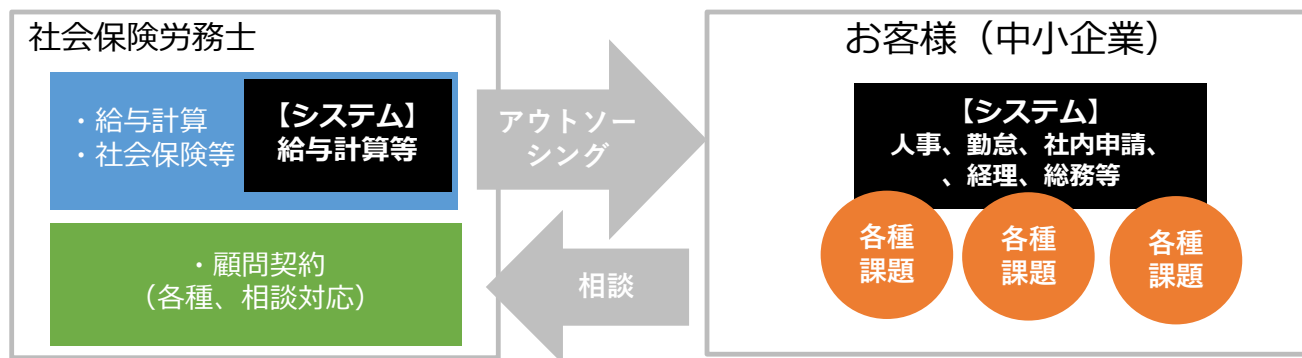 社会保険労務士
・給与計算
・社会保険等
【システム】
給与計算等
・顧問契約
（各種、相談対応）
アウトソー
シング
相談
お客様（中小企業）
【システム】
人事、勤怠、社内申請、
、経理、総務等
各種
課題
各種
課題
各種
課題